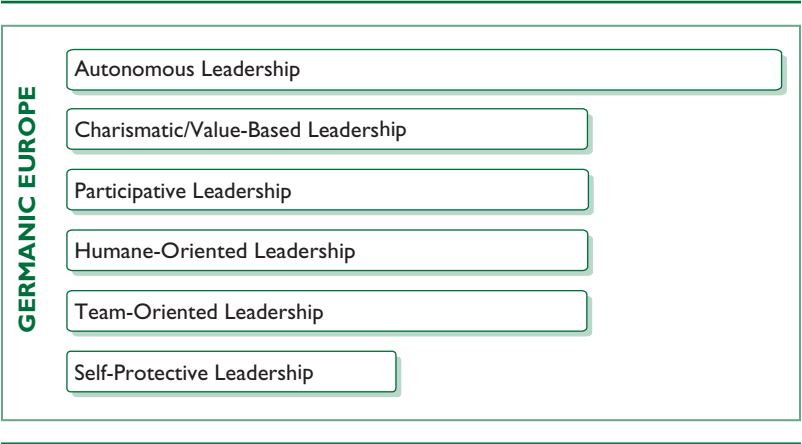 GERMANIC EUROPE
Autonomous Leadership
Charismatic/Value-Based Leadership
Participative Leadership
Humane-Oriented Leadership
Team-Oriented Leadership
Self-Protective Leadership